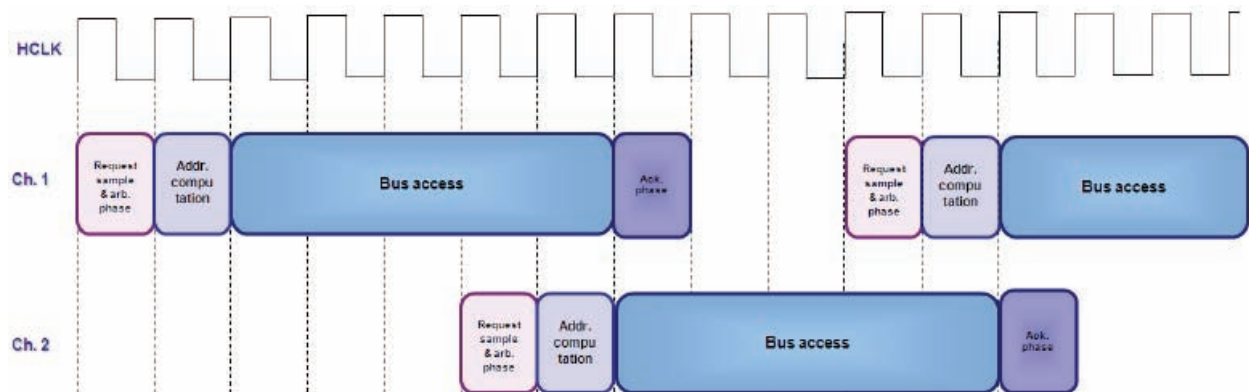 HCLK
Ch. 1
Request
sample
& arb.
phase
Addr.
compu
tation
Bus access
Ack.
phase
Request
sample
& arb.
phase
Addr.
compu
tation
Bus access
Ch. 2
Request
sample
& arb.
phase
Addr.
compu
tation
Bus access
Ack.
phase